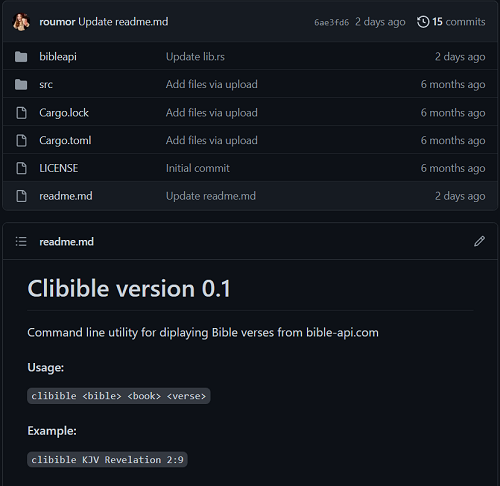 roumor Update readme.md 6ae3fd6 2 days ago 15 commits
bibleapi Update lib.rs 2 days ago
src Add files via upload 6 months ago
Cargo.lock Add files via upload 6 months ago
Cargo.toml Add files via upload 6 months ago
LICENSE Initial commit 6 months ago
readme.md Update readme.md 2 days ago
readme.md
Clibible version 0.1
Command line utility for diplaying Bible verses from bible-api.com
Usage:
clibible <bible> <book> <verse>
Example:
clibible KJV Revelation 2:9